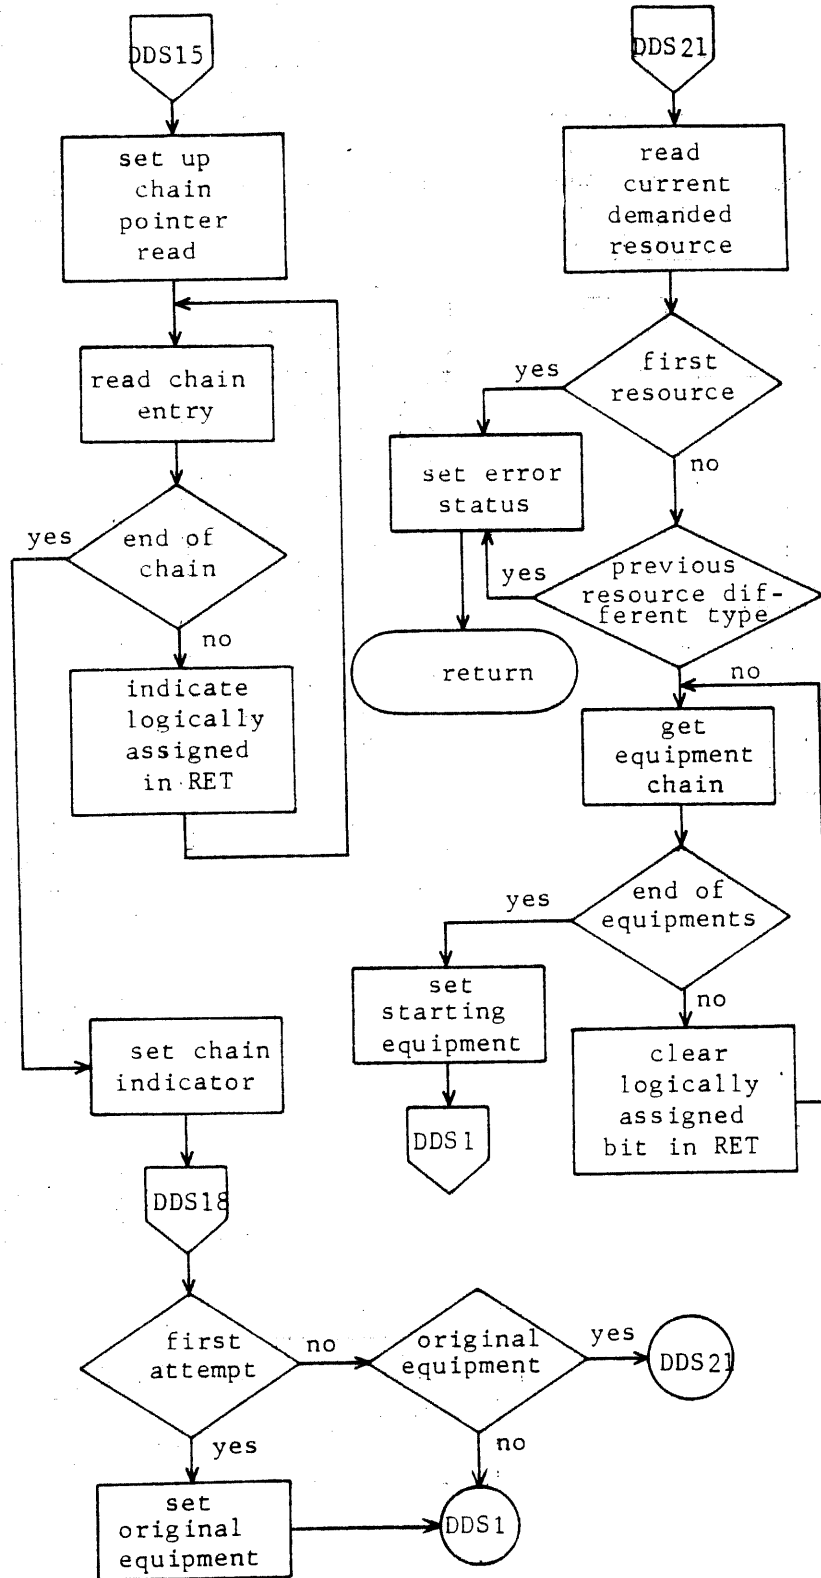 DDS15
set up
chain
pointer
read
read chain
entry
yes
end of
chain
no
indicate
logically
assigned
in RET
set chain
indicator
DDS18
first
attempt
no
original
equipment
yes
DDS21
yes
no
set
original
equipment
DDS1
DDS21
read
current
demanded
resource
yes
first
resource
no
set error
status
yes
previous
resource dif-
ferent type
return
no
get
equipment
chain
yes
end of
equipments
no
set
starting
equipment
clear
logically
assigned
bit in RET
DDS1